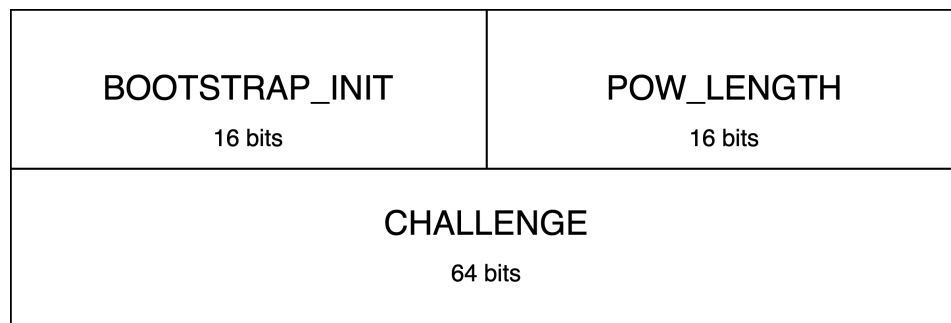 BOOTSTRAP_INIT POW_LENGTH
16 bits 16 bits
CHALLENGE
64 bits